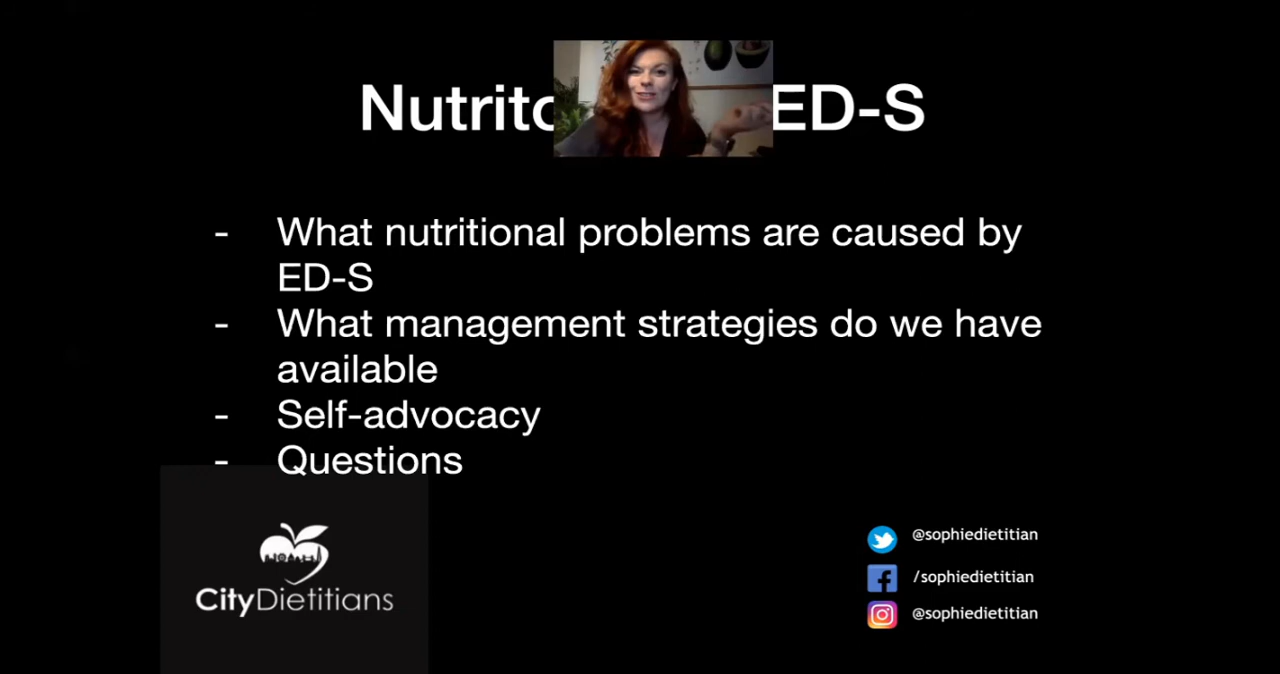 Nutrito ED-S
- What nutritional problems are caused by
ED-S
- What management strategies do we have
available
- Self-advocacy
- Questions
CityDietitians
@sophiedietitian
/sophiedietitian
@sophiedietitian